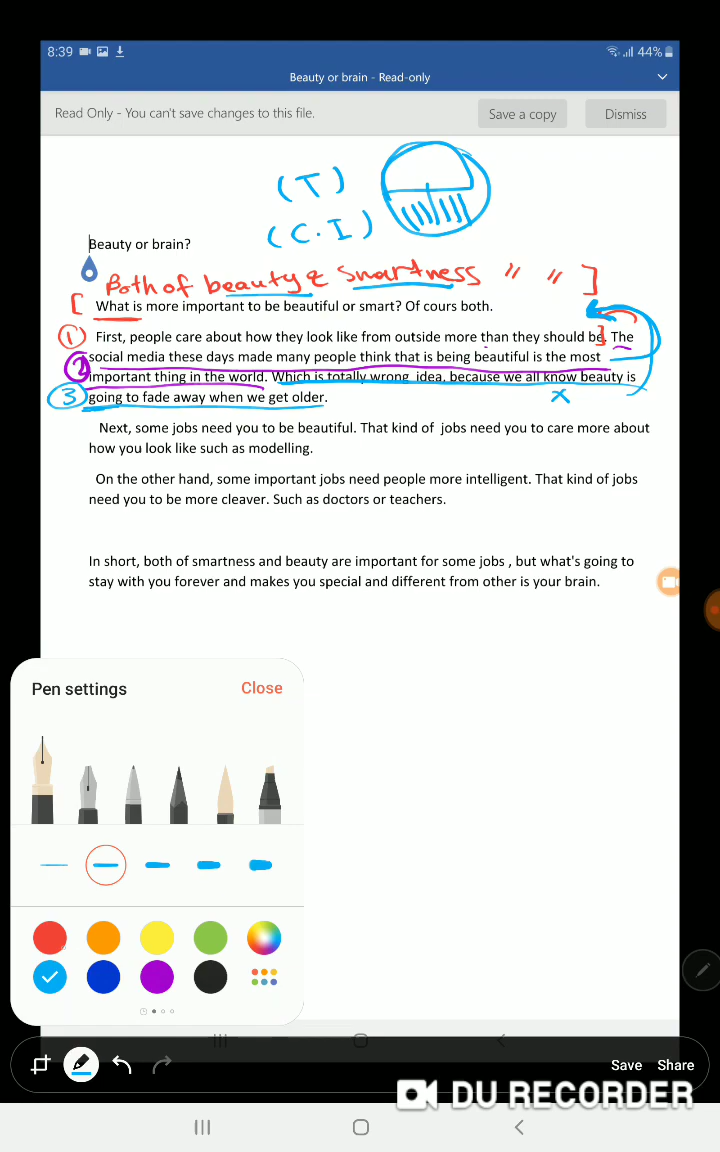 8:39
44%
Beauty or brain - Read-only
Read Only - You can't save changes to this file.
Save a copy
Dismiss
(T)
(C.I)
Beauty or brain?
[ Both of beauty & smartness " " ]
What is more important to be beautiful or smart? Of cours both.
1 First, people care about how they look like from outside more than they should be. The
2 social media these days made many people think that is being beautiful is the most
important thing in the world. Which is totally wrong idea, because we all know beauty is
3 going to fade away when we get older.
x
Next, some jobs need you to be beautiful. That kind of jobs need you to care more about
how you look like such as modelling.
On the other hand, some important jobs need people more intelligent. That kind of jobs
need you to be more cleaver. Such as doctors or teachers.
In short, both of smartness and beauty are important for some jobs , but what's going to
stay with you forever and makes you special and different from other is your brain.
Pen settings
Close
Save
Share
DU RECORDER